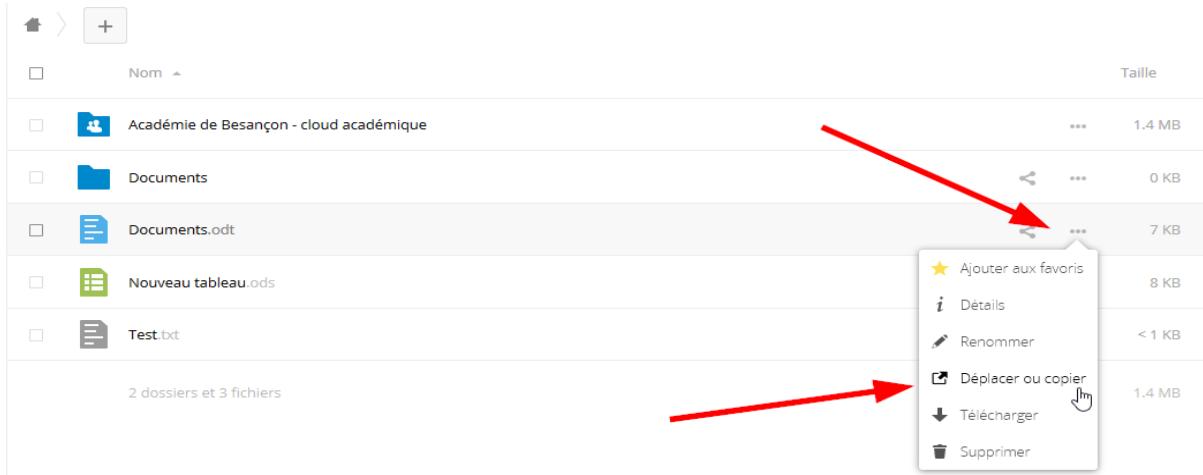 Nom Taille
Académie de Besançon - cloud académique 1.4 MB
Documents 0 KB
Documents.odt 7 KB
Ajouter aux favoris
Nouveau tableau.ods 8 KB
Détails
Test.txt < 1 KB
Renommer
Déplacer ou copier
2 dossiers et 3 fichiers 1.4 MB
Télécharger
Supprimer